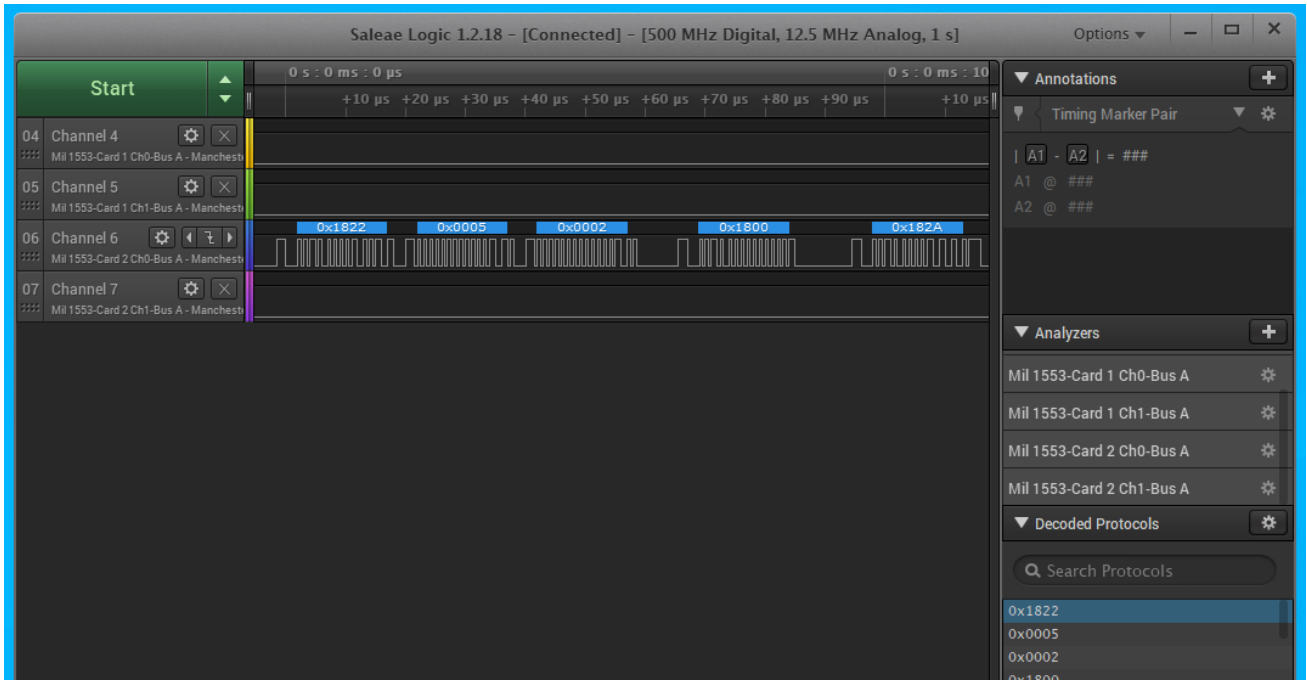 Saleae Logic 1.2.18 - [Connected] - [500 MHz Digital, 12.5 MHz Analog, 1 s]
Options
Start
0 s : 0 ms : 0 µs
0 s : 0 ms : 10
+10 µs +20 µs +30 µs +40 µs +50 µs +60 µs +70 µs +80 µs +90 µs
+10 µs
04 Channel 4
Mil 1553-Card 1 Ch0-Bus A - Manchest
05 Channel 5
Mil 1553-Card 1 Ch1-Bus A - Manchest
06 Channel 6
Mil 1553-Card 2 Ch0-Bus A - Manchest
0x1822 0x0005 0x0002 0x1800 0x182A
07 Channel 7
Mil 1553-Card 2 Ch1-Bus A - Manchest
Annotations
Timing Marker Pair
| A1 - A2 | = ###
A1 @ ###
A2 @ ###
Analyzers
Mil 1553-Card 1 Ch0-Bus A
Mil 1553-Card 1 Ch1-Bus A
Mil 1553-Card 2 Ch0-Bus A
Mil 1553-Card 2 Ch1-Bus A
Decoded Protocols
Search Protocols
0x1822
0x0005
0x0002
0x1800